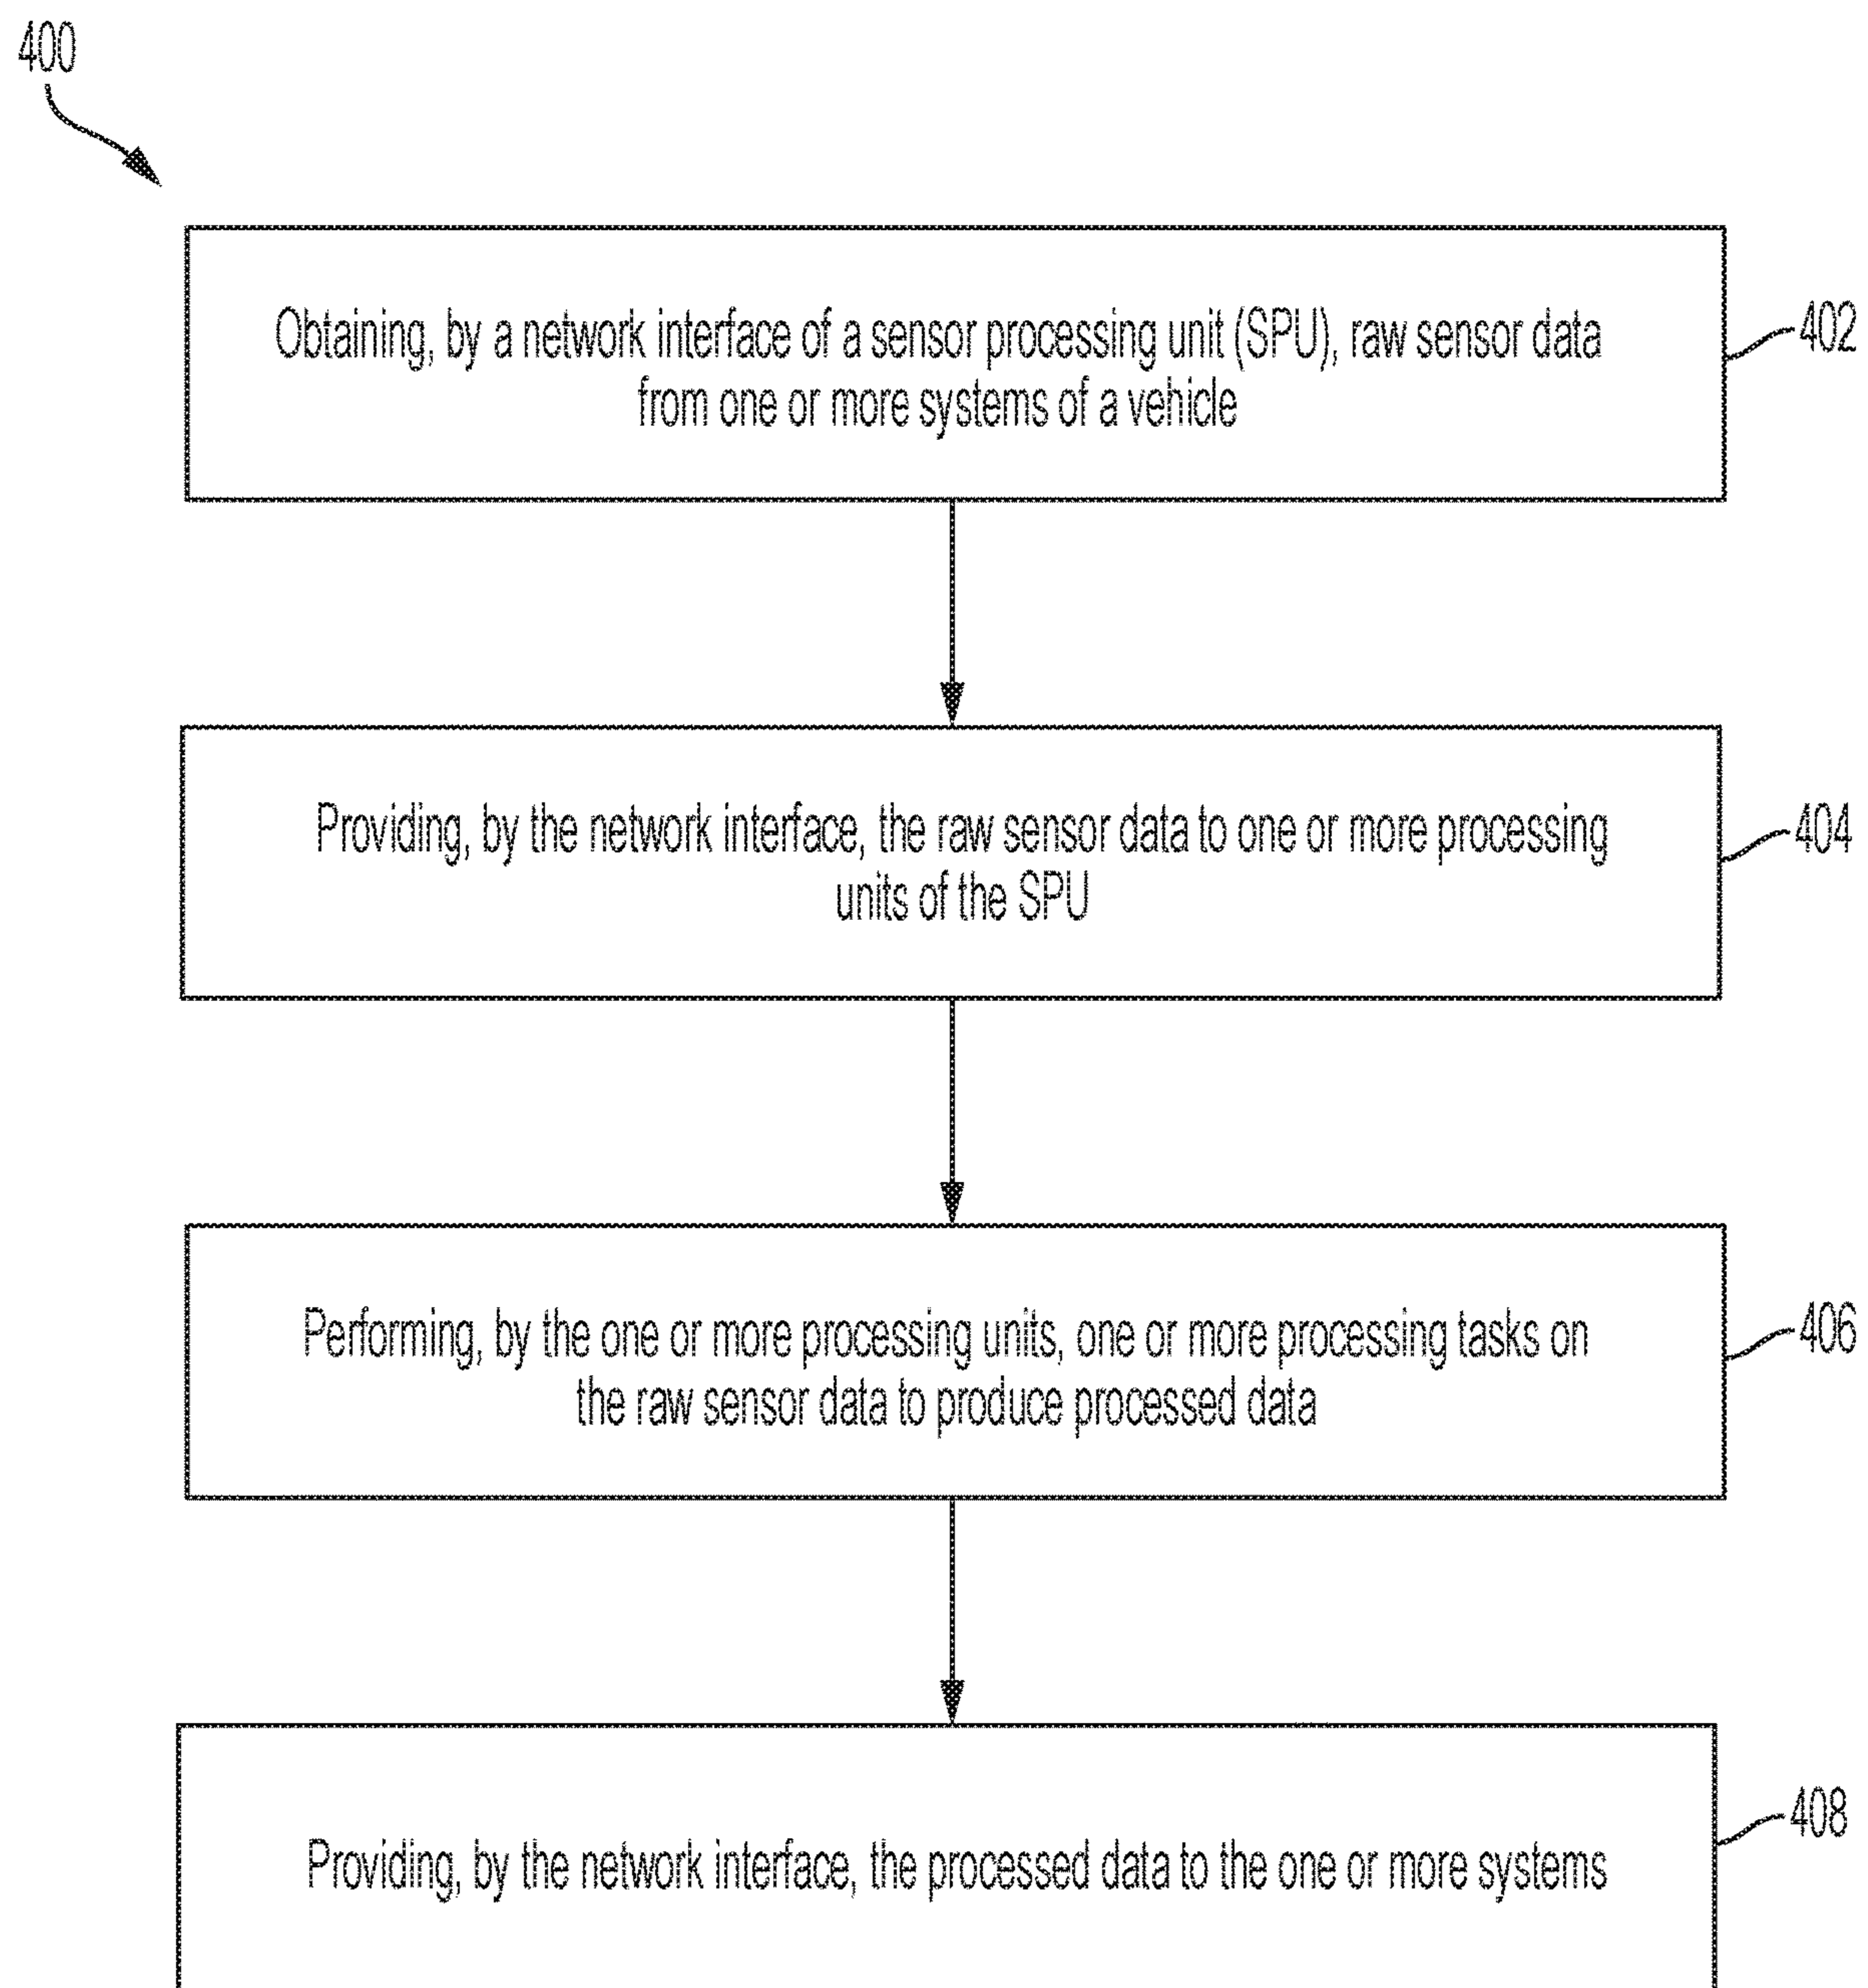 400
Obtaining, by a network interface of a sensor processing unit (SPU), raw sensor data
from one or more systems of a vehicle
402
Providing, by the network interface, the raw sensor data to one or more processing
units of the SPU
404
Performing, by the one or more processing units, one or more processing tasks on
the raw sensor data to produce processed data
406
Providing, by the network interface, the processed data to the one or more systems
408